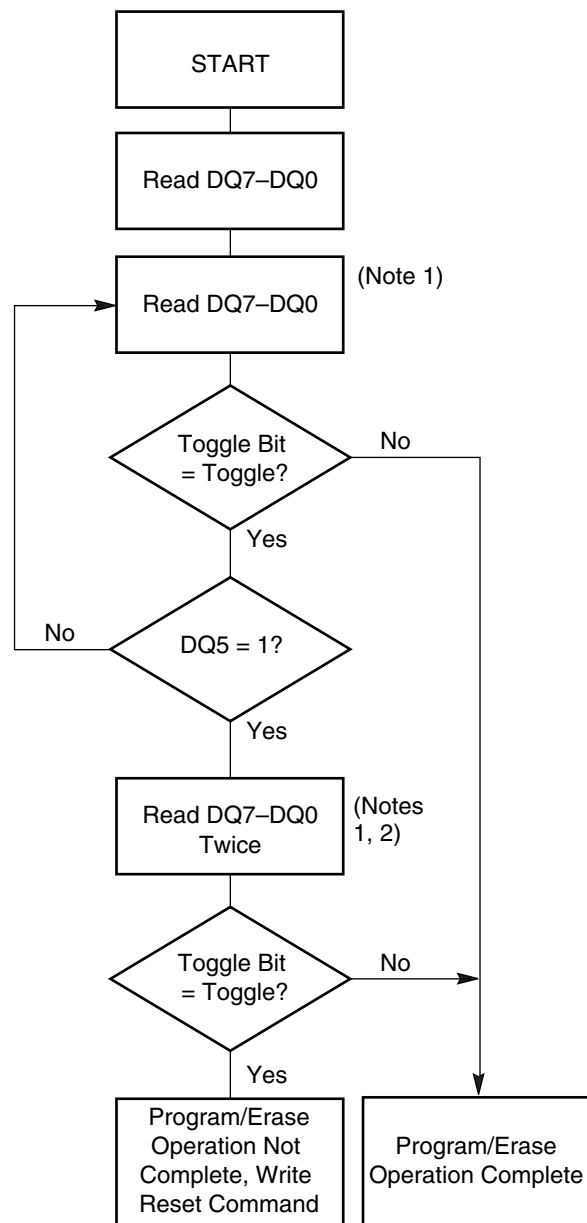 START
Read DQ7–DQ0
Read DQ7–DQ0
(Note 1)
Toggle Bit
= Toggle?
No
Yes
No
DQ5 = 1?
Yes
Read DQ7–DQ0
Twice
(Notes
1, 2)
Toggle Bit
= Toggle?
No
Yes
Program/Erase
Operation Not
Complete, Write
Reset Command
Program/Erase
Operation Complete